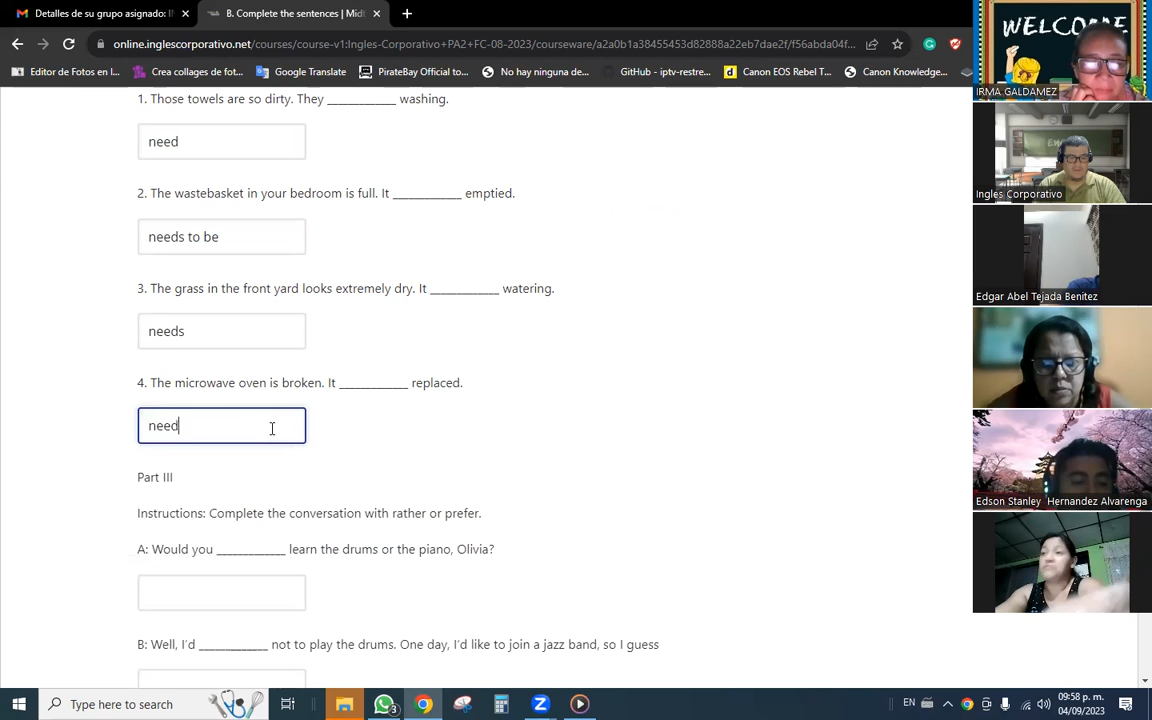 Detalles de su grupo asignado: I
B. Complete the sentences | Mid
online.inglescorporativo.net/courses/course-v1:Ingles-Corporativo+PA2+FC-08-2023/courseware/a2a0b1a38455453d82888a22eb7dae2f/f56abda04f...
Editor de Fotos en l...
Crea collages de fot...
Google Translate
PirateBay Official to...
No hay ninguna de...
GitHub - iptv-restre...
Canon EOS Rebel T...
Canon Knowledge...
1. Those towels are so dirty. They ____________ washing.
need
2. The wastebasket in your bedroom is full. It ____________ emptied.
needs to be
3. The grass in the front yard looks extremely dry. It ____________ watering.
needs
4. The microwave oven is broken. It ____________ replaced.
need
Part III
Instructions: Complete the conversation with rather or prefer.
A: Would you ____________ learn the drums or the piano, Olivia?
B: Well, I'd ____________ not to play the drums. One day, I'd like to join a jazz band, so I guess
WELCOME
IRMA GALDAMEZ
Ingles Corporativo
Edgar Abel Tejada Benitez
Edson Stanley Hernandez Alvarenga
Type here to search
3
EN
09:58 p. m.
04/09/2023